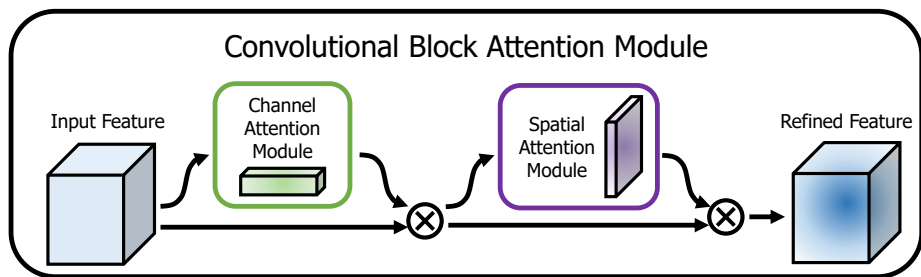 Convolutional Block Attention Module
Input Feature
Channel
Attention
Module
Spatial
Attention
Module
Refined Feature